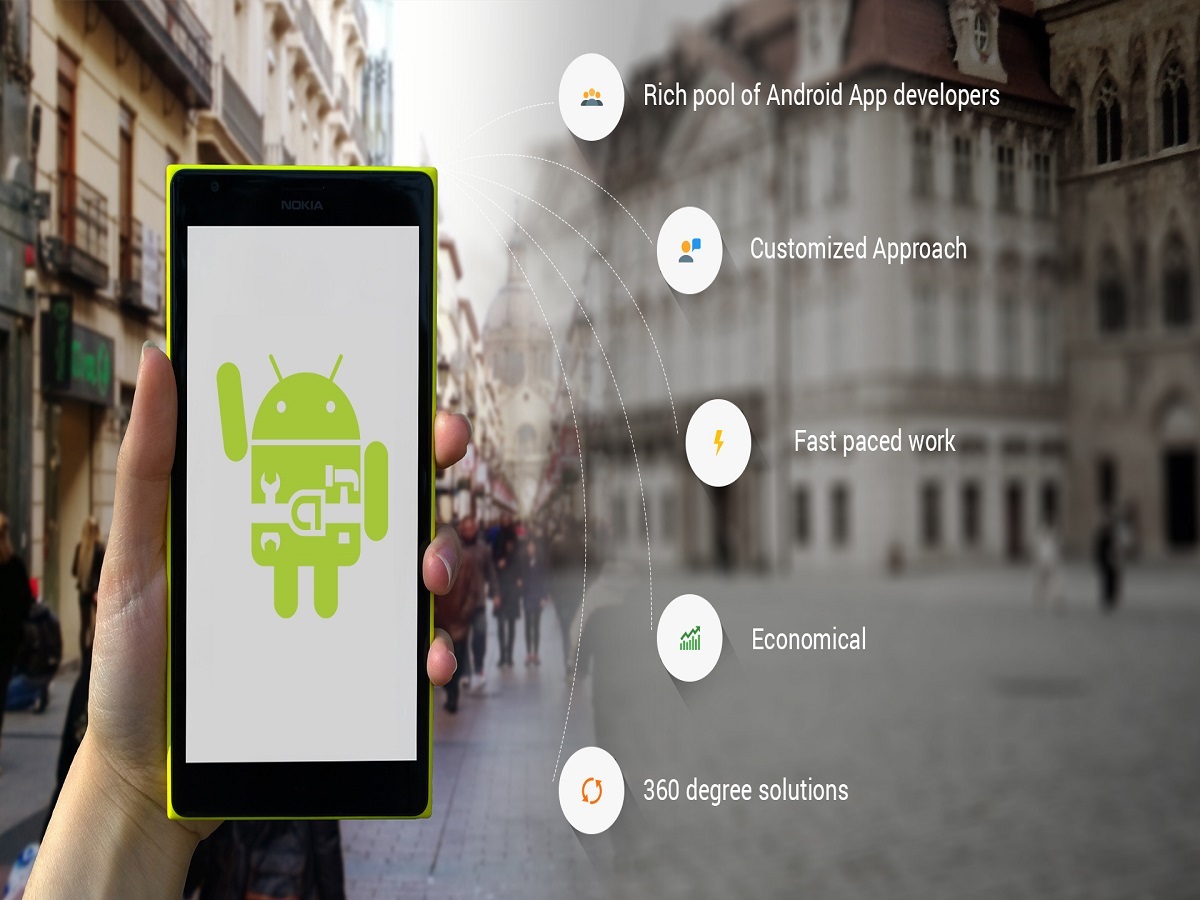 NOKIA
Rich pool of Android App developers
Customized Approach
Fast paced work
Economical
360 degree solutions